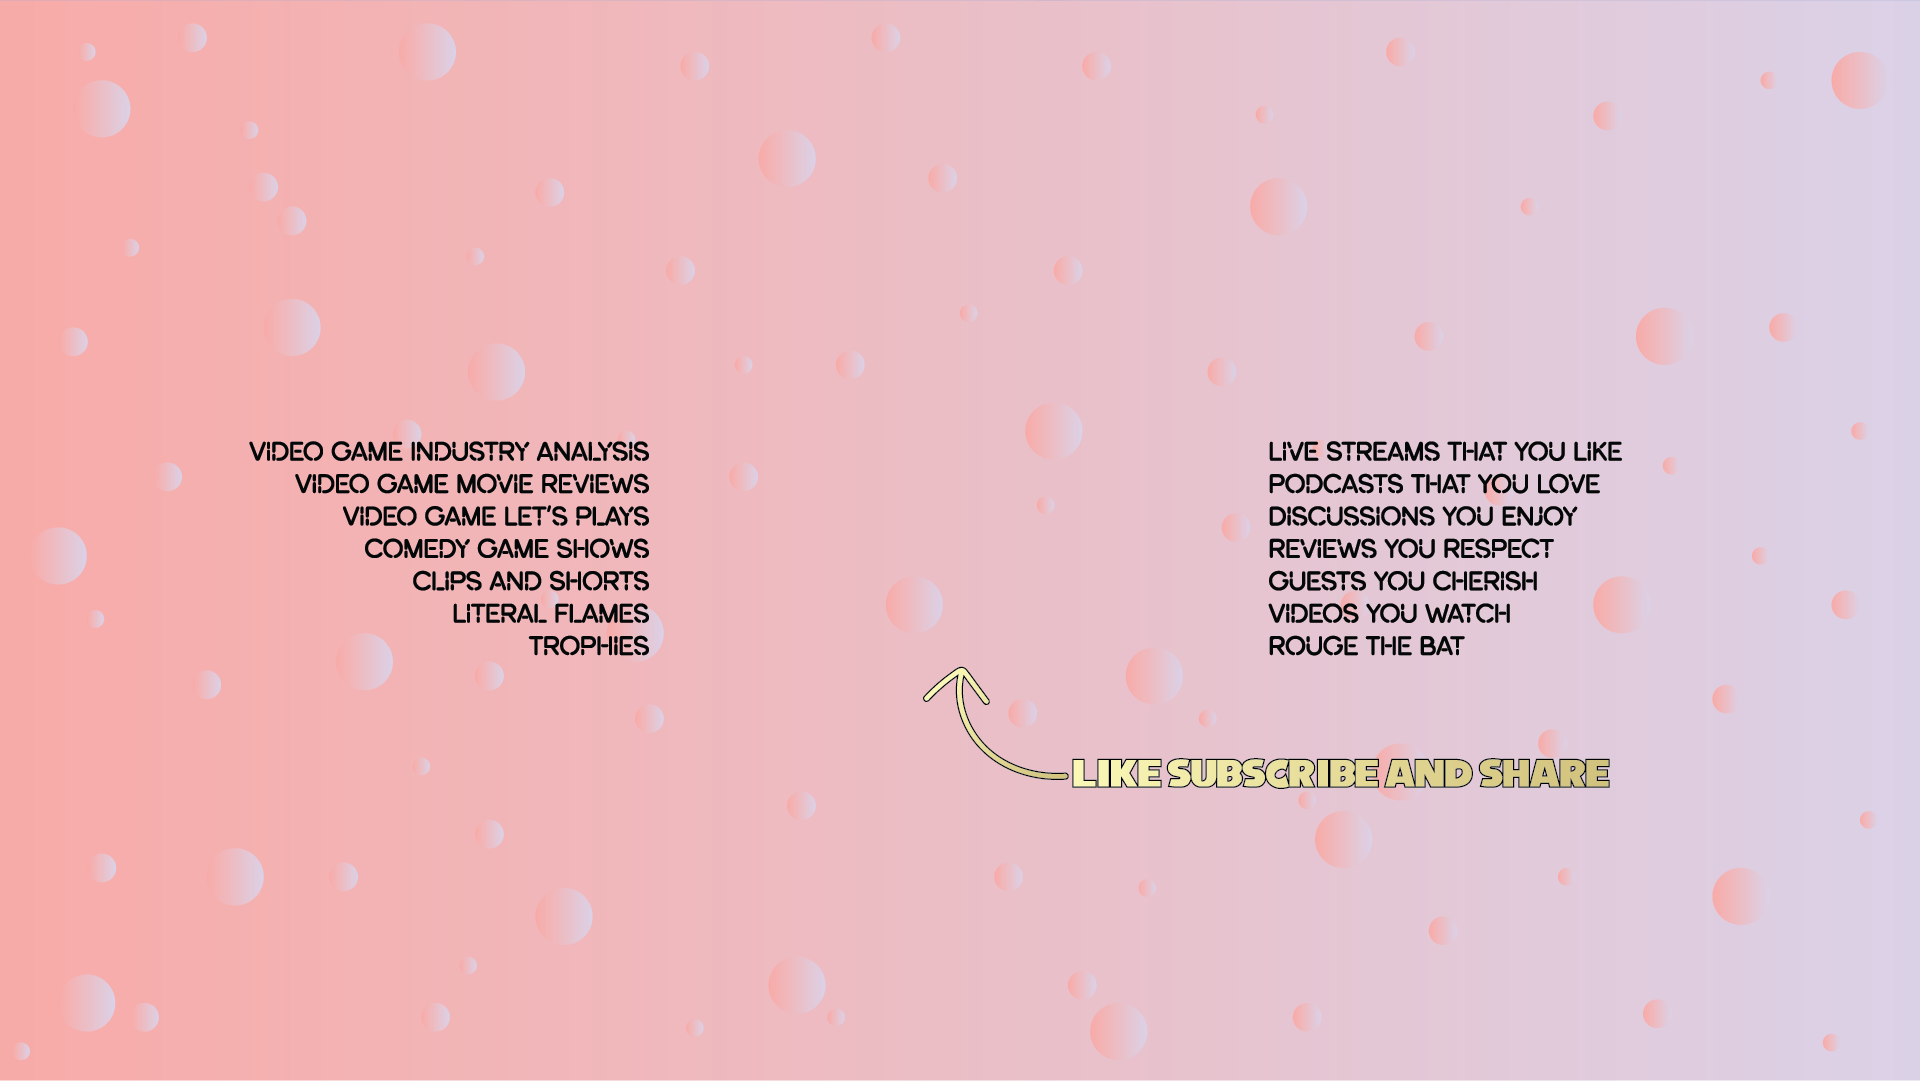 VIDEO GAME INDUSTRY ANALYSIS
VIDEO GAME MOVIE REVIEWS
VIDEO GAME LET'S PLAYS
COMEDY GAME SHOWS
CLIPS AND SHORTS
LITERAL FLAMES
TROPHIES
LIVE STREAMS THAT YOU LIKE
PODCASTS THAT YOU LOVE
DISCUSSIONS YOU ENJOY
REVIEWS YOU RESPECT
GUESTS YOU CHERISH
VIDEOS YOU WATCH
ROUGE THE BAT
LIKE SUBSCRIBE AND SHARE